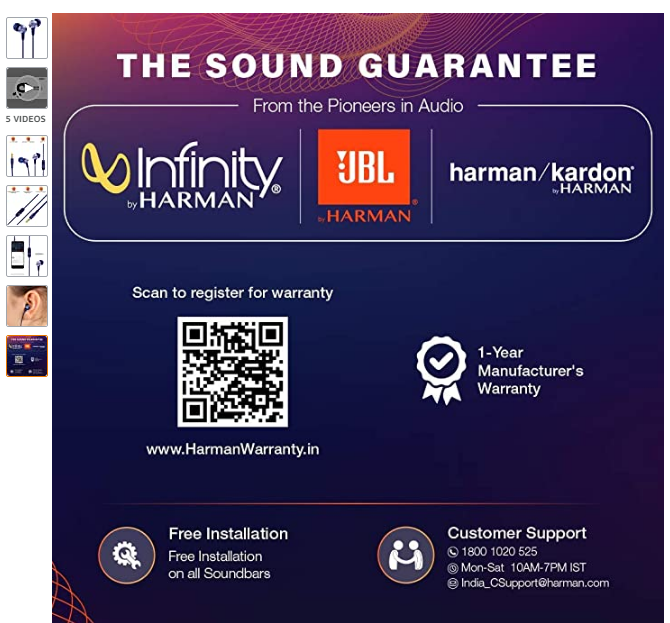 5 VIDEOS
THE SOUND GUARANTEE
From the Pioneers in Audio
Infinity®
by HARMAN
JBL®
by HARMAN
harman/kardon®
by HARMAN
Scan to register for warranty
www.HarmanWarranty.in
1-Year
Manufacturer's
Warranty
Free Installation
Free Installation
on all Soundbars
Customer Support
1800 1020 525
Mon-Sat 10AM-7PM IST
India_CSupport@harman.com